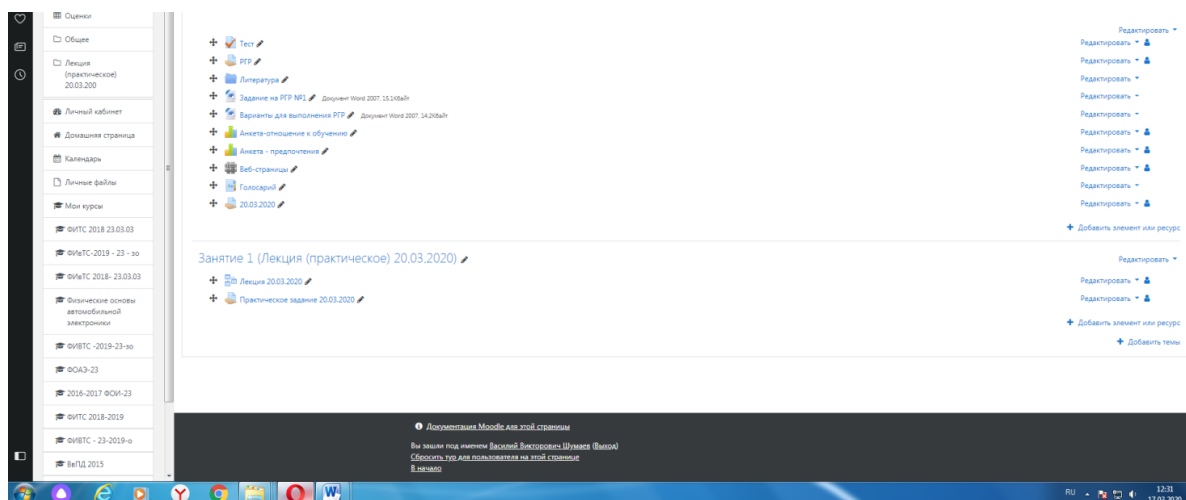 Оценки
Общее
Лекция
(практическое)
20.03.200
Личный кабинет
Домашняя страница
Календарь
Личные файлы
Мои курсы
ФИТС 2018 23.03.03
ФИвТС-2019 - 23 - зо
ФИвТС 2018- 23.03.03
Физические основы
автомобильной
электроники
ФИВТС -2019-23-зо
ФОАЭ-23
2016-2017 ФОИ-23
ФИТС 2018-2019
ФИВТС - 23-2019-о
ВвПД 2015
Редактировать
Тест Редактировать
РГР Редактировать
Литература Редактировать
Задание на РГР №1 Документ Word 2007, 15.1Кбайт Редактировать
Варианты для выполнения РГР Документ Word 2007, 14.2Кбайт Редактировать
Анкета-отношение к обучению Редактировать
Анкета - предпочтения Редактировать
Веб-страницы Редактировать
Голосарий Редактировать
20.03.2020 Редактировать
Добавить элемент или ресурс
Занятие 1 (Лекция (практическое) 20,03.2020) Редактировать
Лекция 20.03.2020 Редактировать
Практическое задание 20.03.2020 Редактировать
Добавить элемент или ресурс
Добавить темы
Документация Moodle для этой страницы
Вы зашли под именем Василий Викторович Шумаев (Выход)
Сбросить тур для пользователя на этой странице
В начало
RU 12:31
17.03.2020